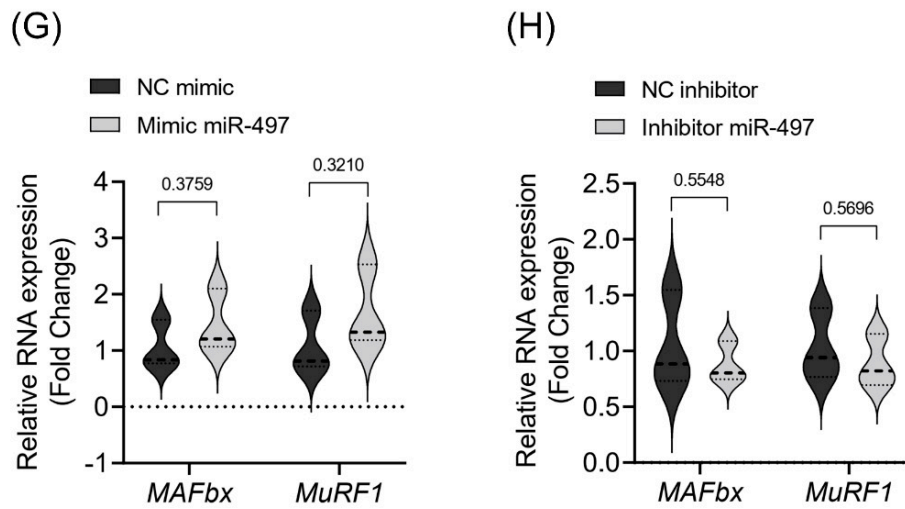 (G)
NC mimic
Mimic miR-497
Relative RNA expression
(Fold Change)
4
3
2
1
0
-1
0.3759
0.3210
MAFbx
MuRF1
(H)
NC inhibitor
Inhibitor miR-497
Relative RNA expression
(Fold Change)
2.5
2.0
1.5
1.0
0.5
0.0
0.5548
0.5696
MAFbx
MuRF1